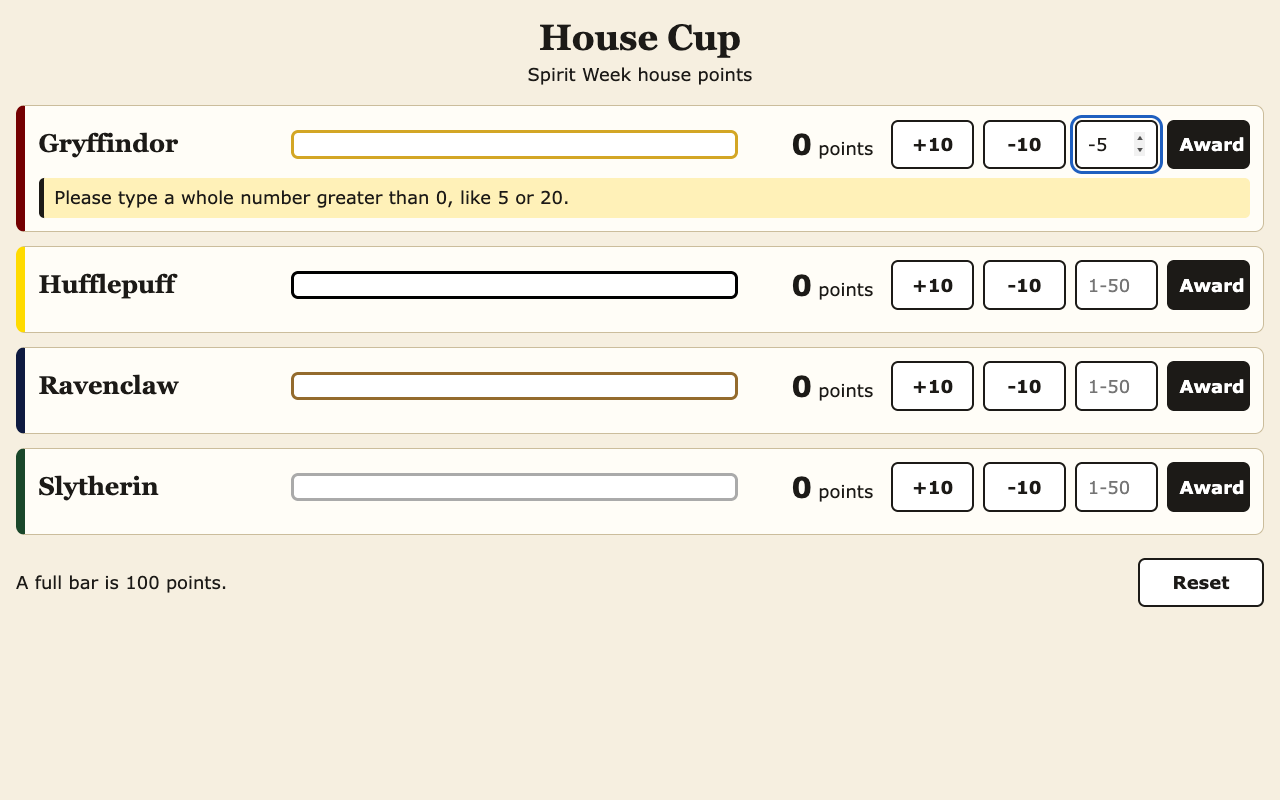 House Cup
Spirit Week house points
Gryffindor 0 points +10 -10 -5 Award
Please type a whole number greater than 0, like 5 or 20.
Hufflepuff 0 points +10 -10 1-50 Award
Ravenclaw 0 points +10 -10 1-50 Award
Slytherin 0 points +10 -10 1-50 Award
A full bar is 100 points. Reset